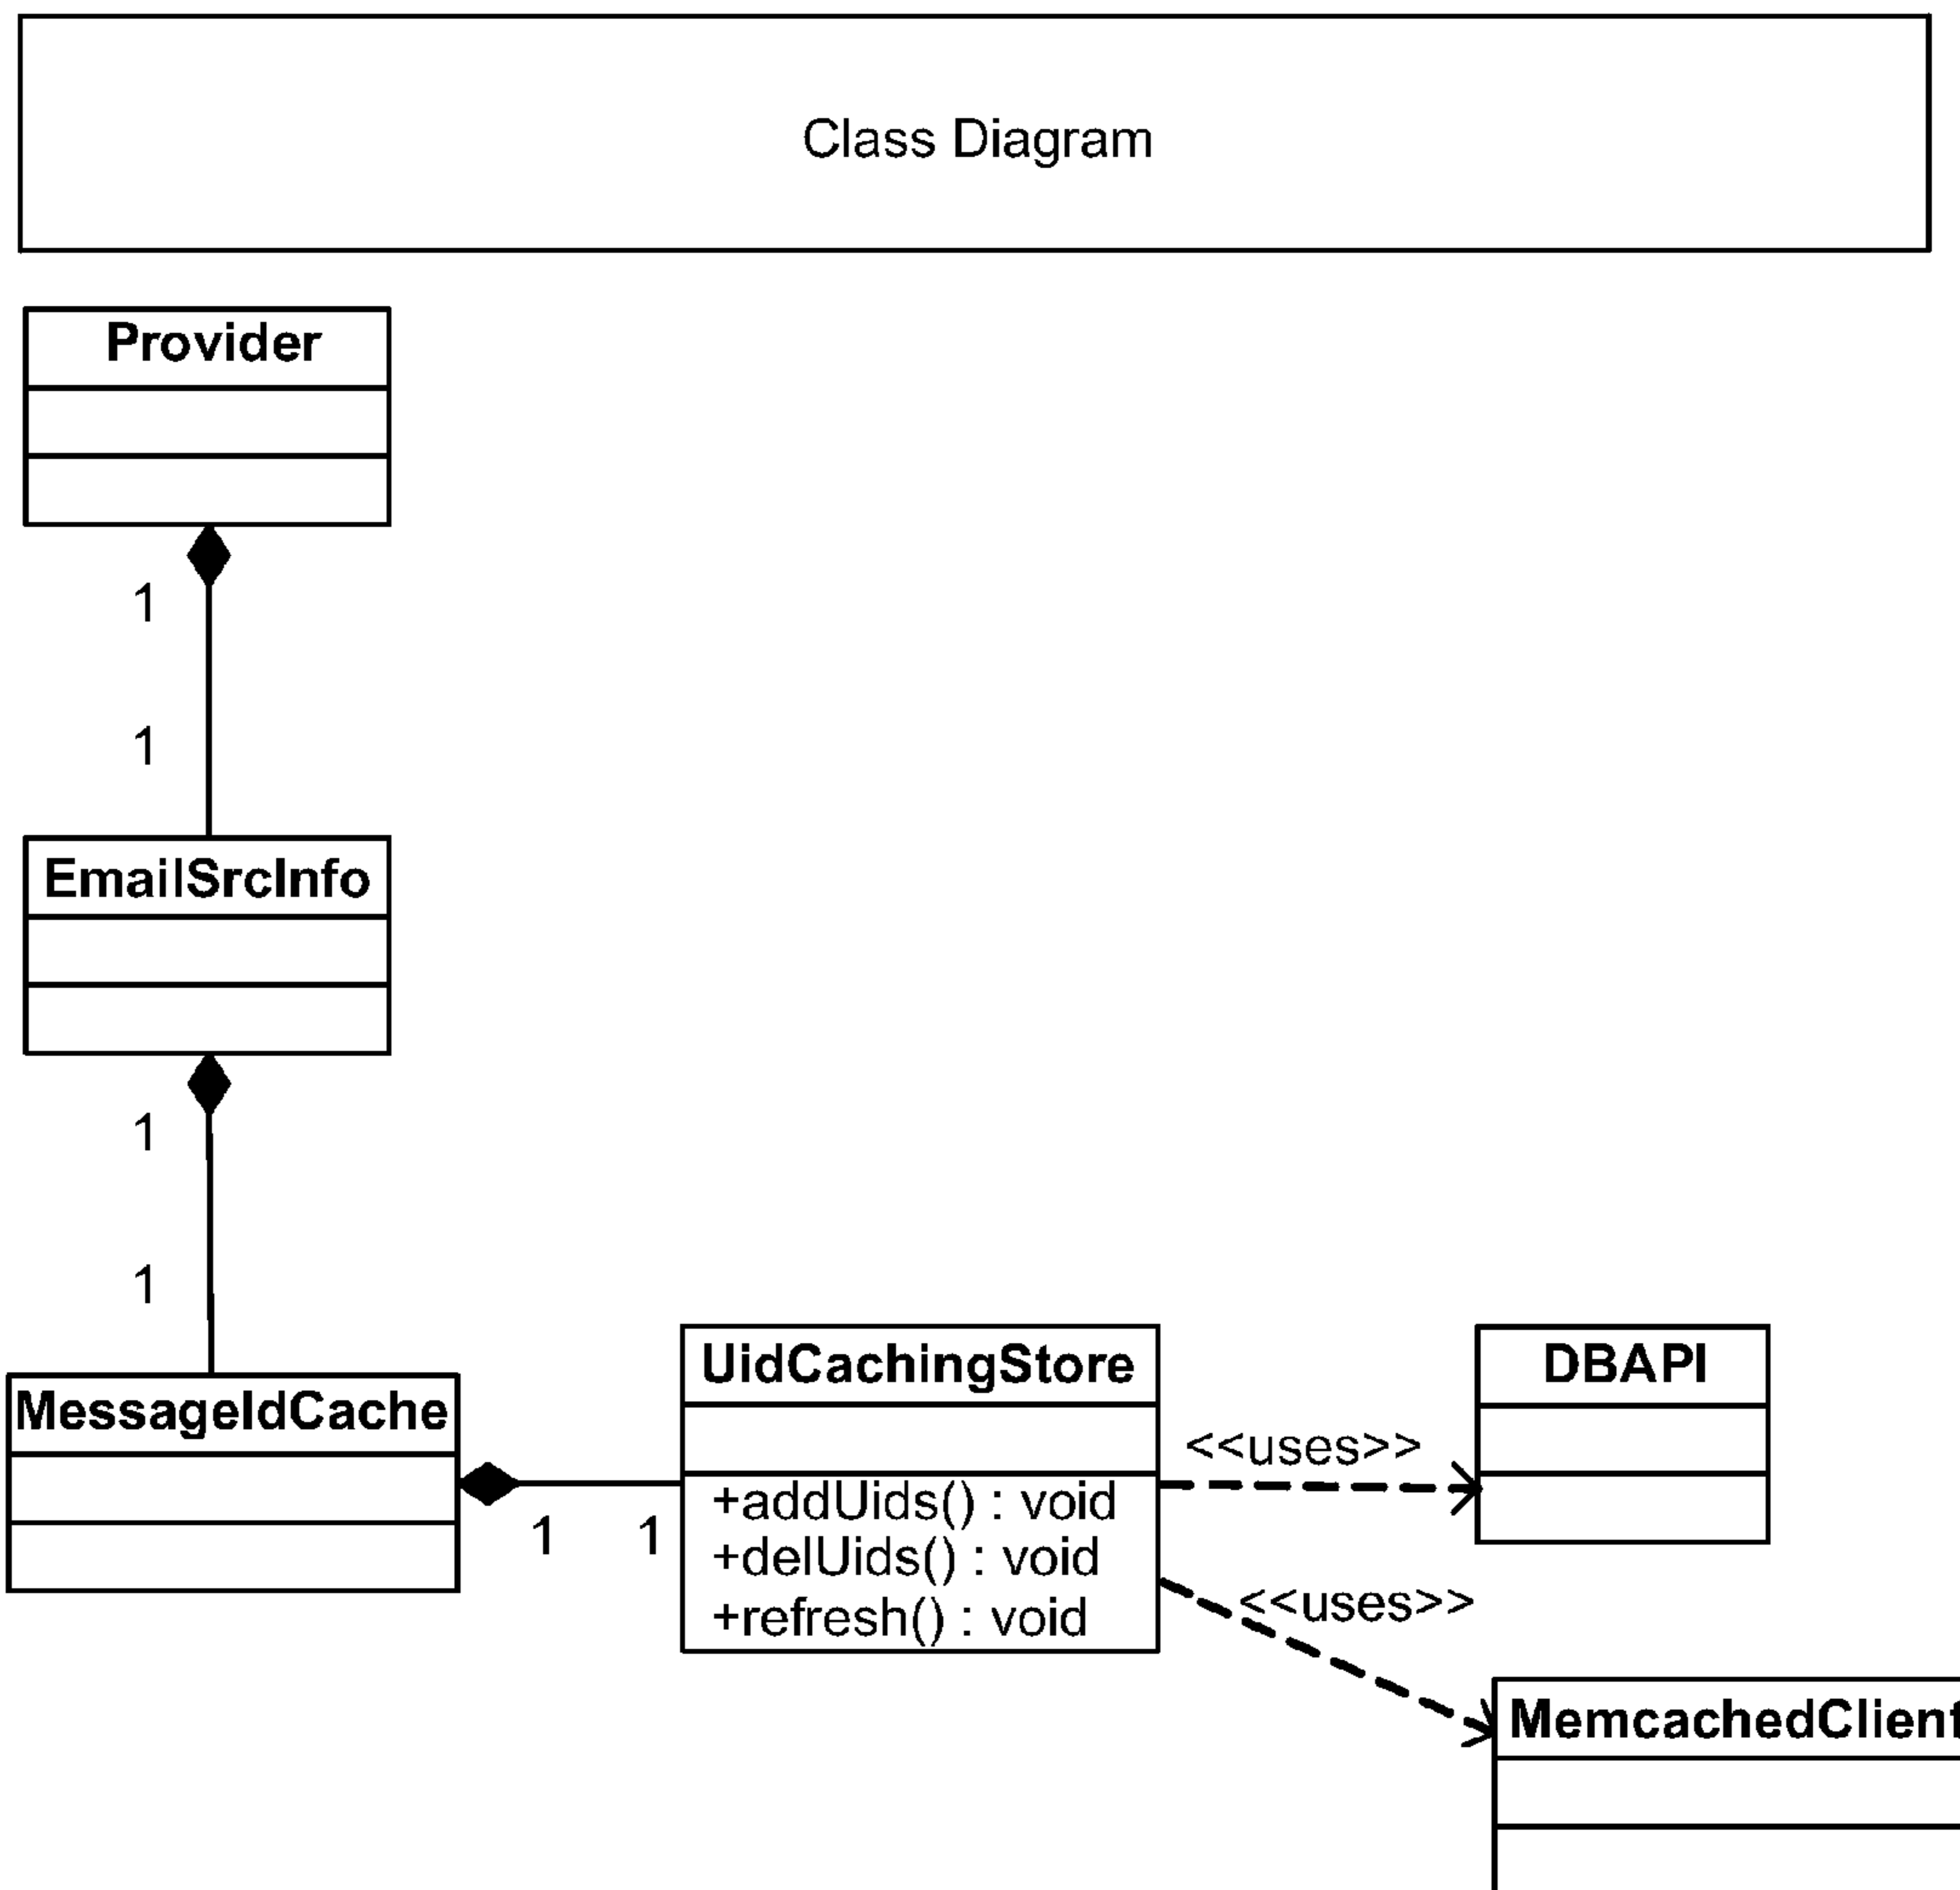 Class Diagram
Provider
1
1
EmailSrcInfo
1
1
MessageIdCache
1
1
UidCachingStore
+addUids() : void
+delUids() : void
+refresh() : void
<<uses>>
DBAPI
<<uses>>
MemcachedClient